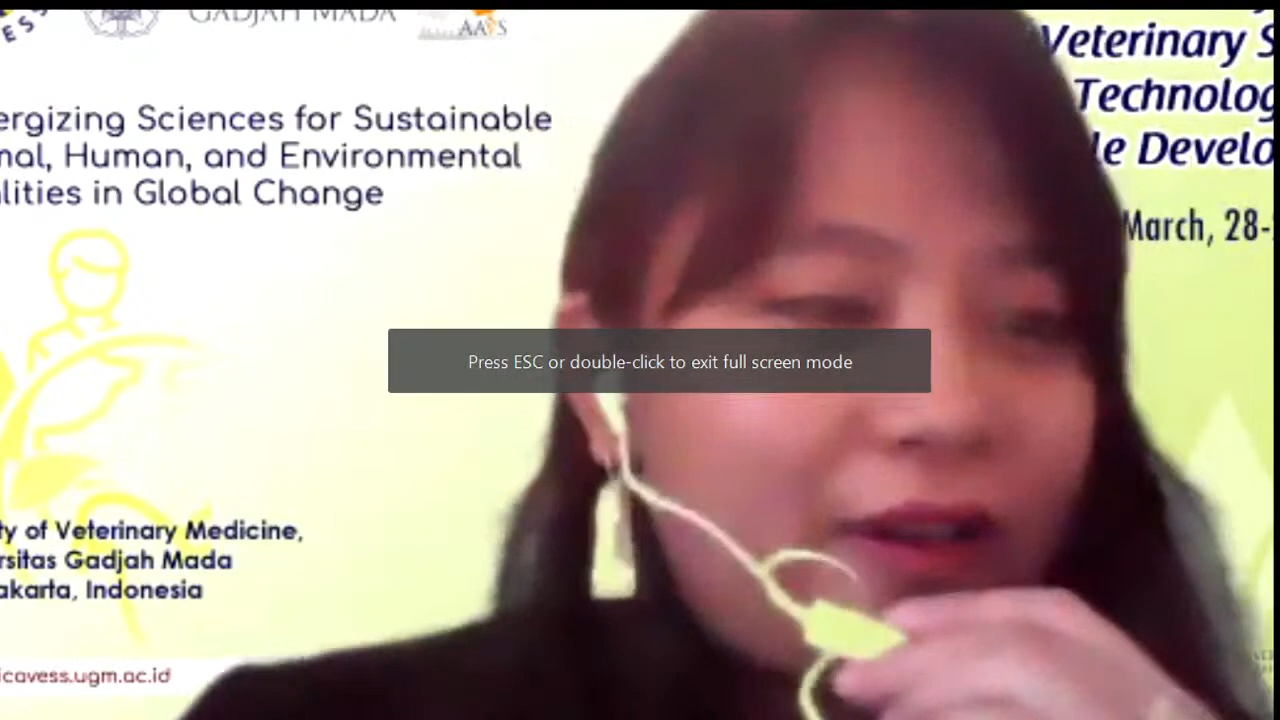 ESS
GADJAH MADA
AAVS
ergizing Sciences for Sustainable
nal, Human, and Environmental
lities in Global Change
Veterinary S
Technolog
le Develo
March, 28-
Press ESC or double-click to exit full screen mode
ty of Veterinary Medicine,
rsitas Gadjah Mada
akarta, Indonesia
icavess.ugm.ac.id